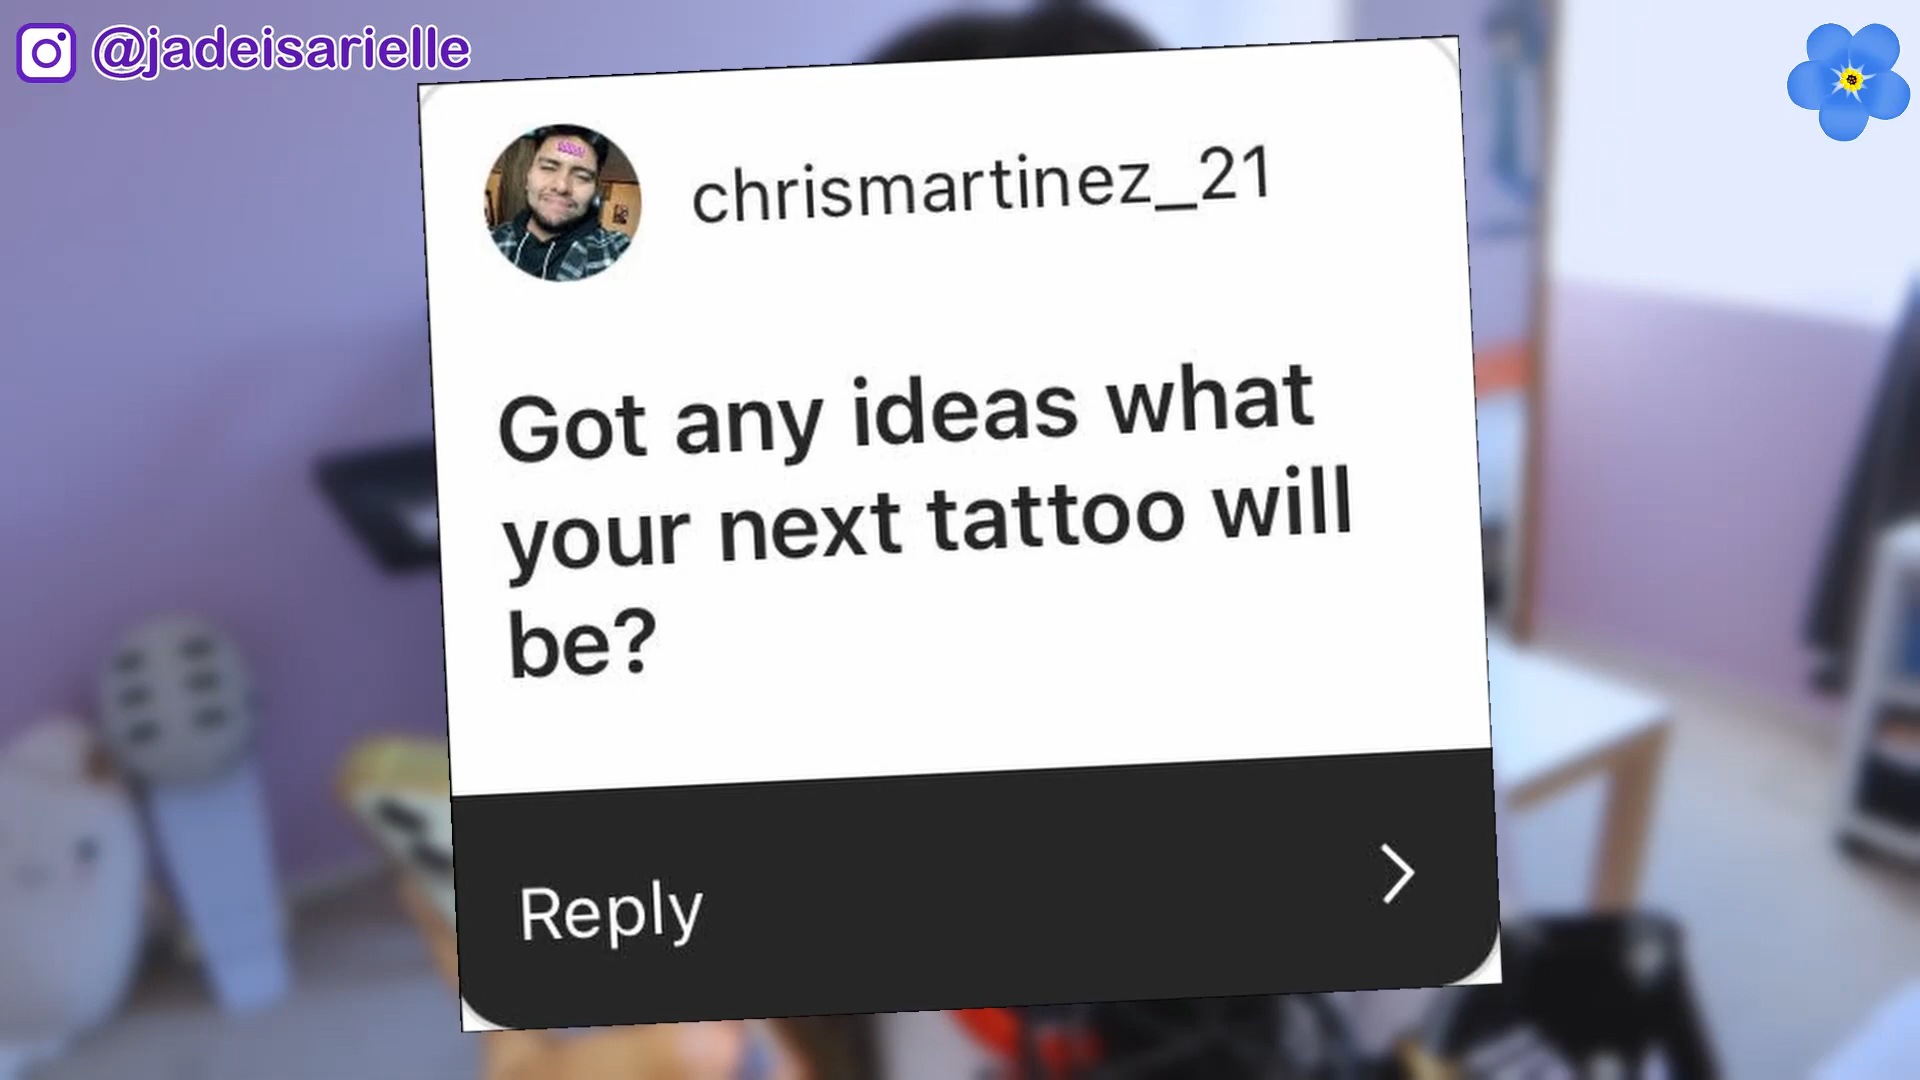 @jadeisarielle
chrismartinez_21
Got any ideas what
your next tattoo will
be?
Reply